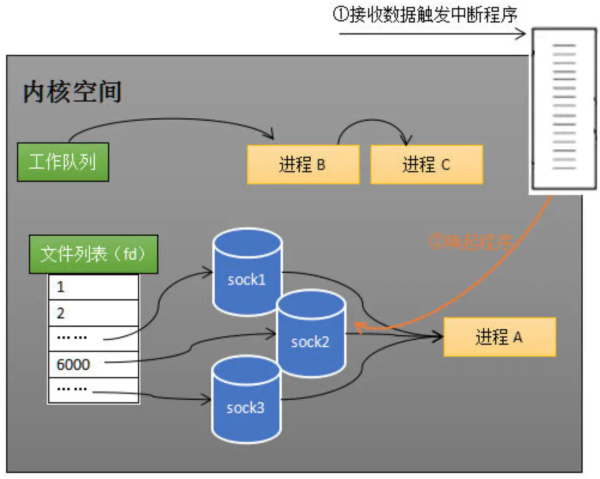 ①接收数据触发中断程序
内核空间
工作队列
进程 B
进程 C
②唤起程序
文件列表（fd）
1
2
……
6000
……
sock1
sock2
sock3
进程 A